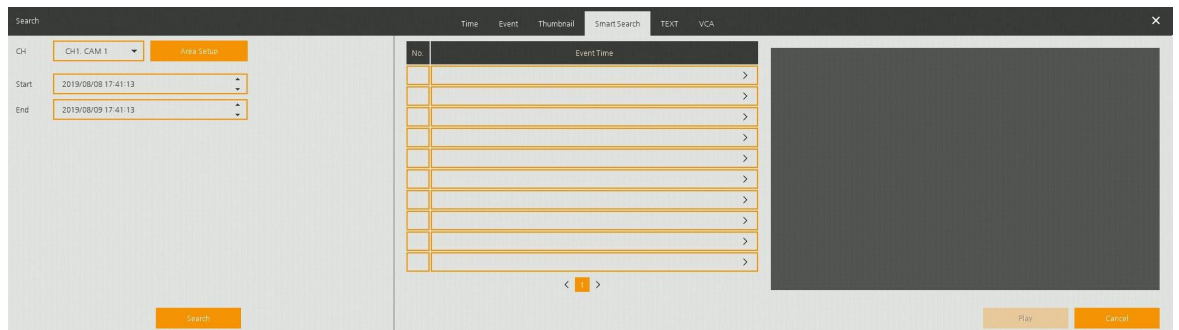 Search
Time Event Thumbnail Smart Search TEXT VCA
CH CH1. CAM 1 Area Setup
Start 2019/08/08 17:41:13
End 2019/08/09 17:41:13
Search
No. Event Time
1
Play Cancel